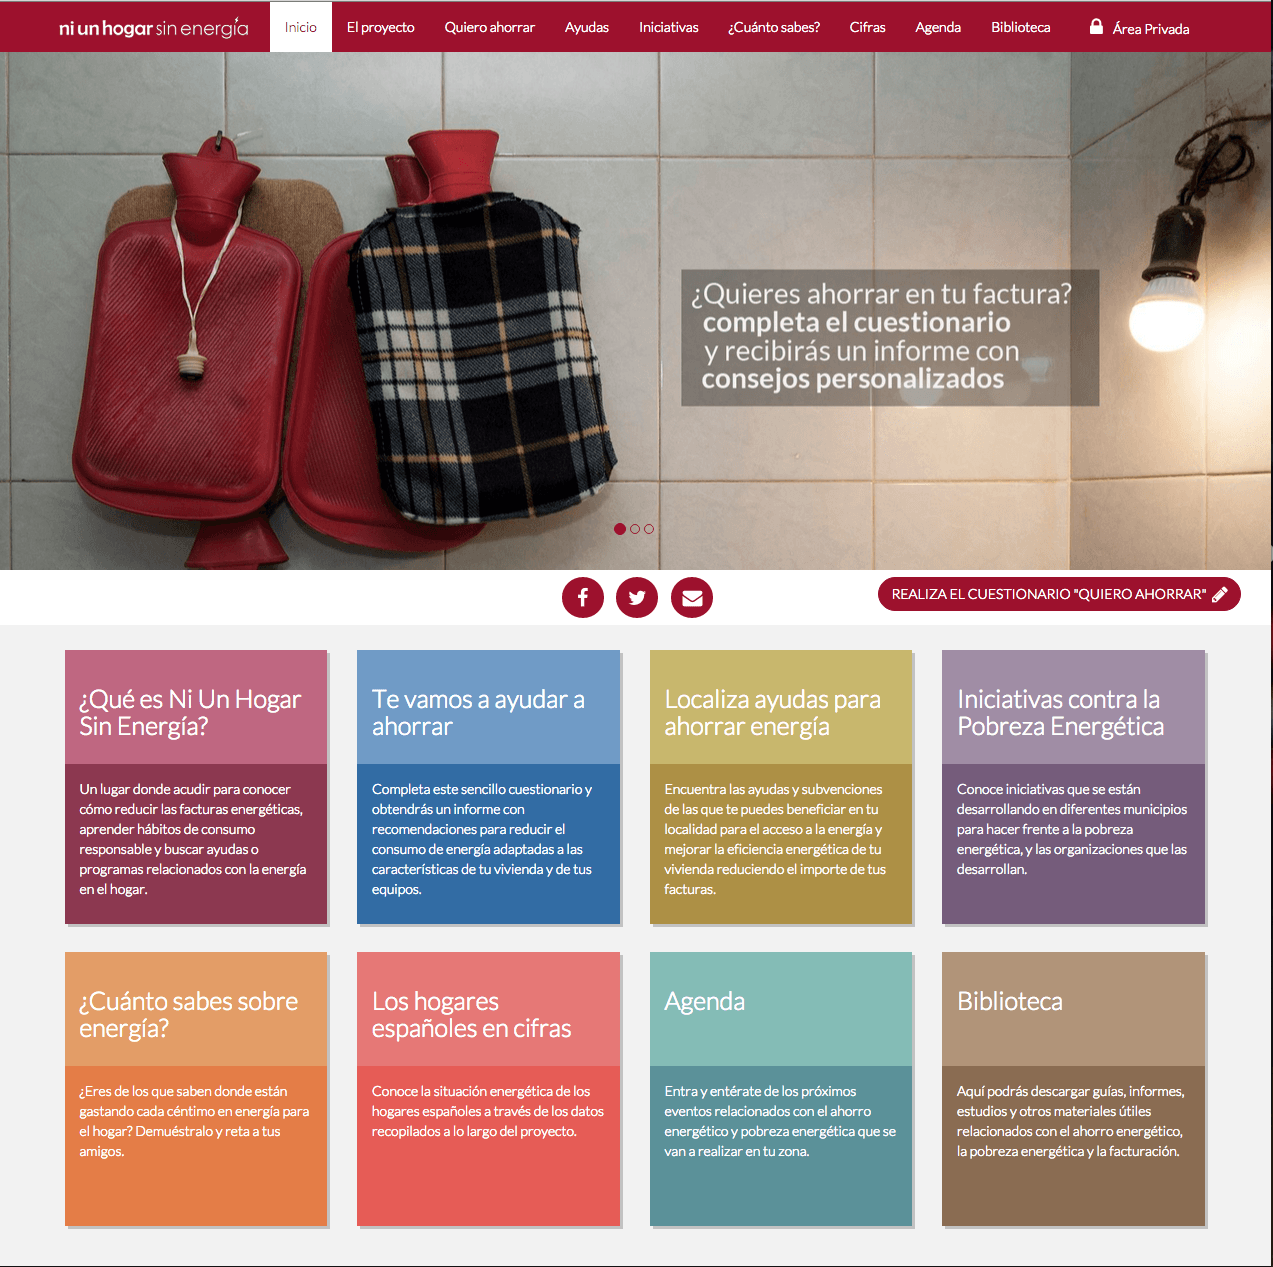 ni un hogar sin energía
Inicio
El proyecto
Quiero ahorrar
Ayudas
Iniciativas
¿Cuánto sabes?
Cifras
Agenda
Biblioteca
Área Privada
¿Quieres ahorrar en tu factura?
completa el cuestionario
y recibirás un informe con
consejos personalizados
REALIZA EL CUESTIONARIO "QUIERO AHORRAR"
¿Qué es Ni Un Hogar
Sin Energía?
Un lugar donde acudir para conocer
cómo reducir las facturas energéticas,
aprender hábitos de consumo
responsable y buscar ayudas o
programas relacionados con la energía
en el hogar.
Te vamos a ayudar a
ahorrar
Completa este sencillo cuestionario y
obtendrás un informe con
recomendaciones para reducir el
consumo de energía adaptadas a las
características de tu vivienda y de tus
equipos.
Localiza ayudas para
ahorrar energía
Encuentra las ayudas y subvenciones
de las que te puedes beneficiar en tu
localidad para el acceso a la energía y
mejorar la eficiencia energética de tu
vivienda reduciendo el importe de tus
facturas.
Iniciativas contra la
Pobreza Energética
Conoce iniciativas que se están
desarrollando en diferentes municipios
para hacer frente a la pobreza
energética, y las organizaciones que las
desarrollan.
¿Cuánto sabes sobre
energía?
¿Eres de los que saben donde están
gastando cada céntimo en energía para
el hogar? Demuéstralo y reta a tus
amigos.
Los hogares
españoles en cifras
Conoce la situación energética de los
hogares españoles a través de los datos
recopilados a lo largo del proyecto.
Agenda
Entra y entérate de los próximos
eventos relacionados con el ahorro
energético y pobreza energética que se
van a realizar en tu zona.
Biblioteca
Aquí podrás descargar guías, informes,
estudios y otros materiales útiles
relacionados con el ahorro energético,
la pobreza energética y la facturación.